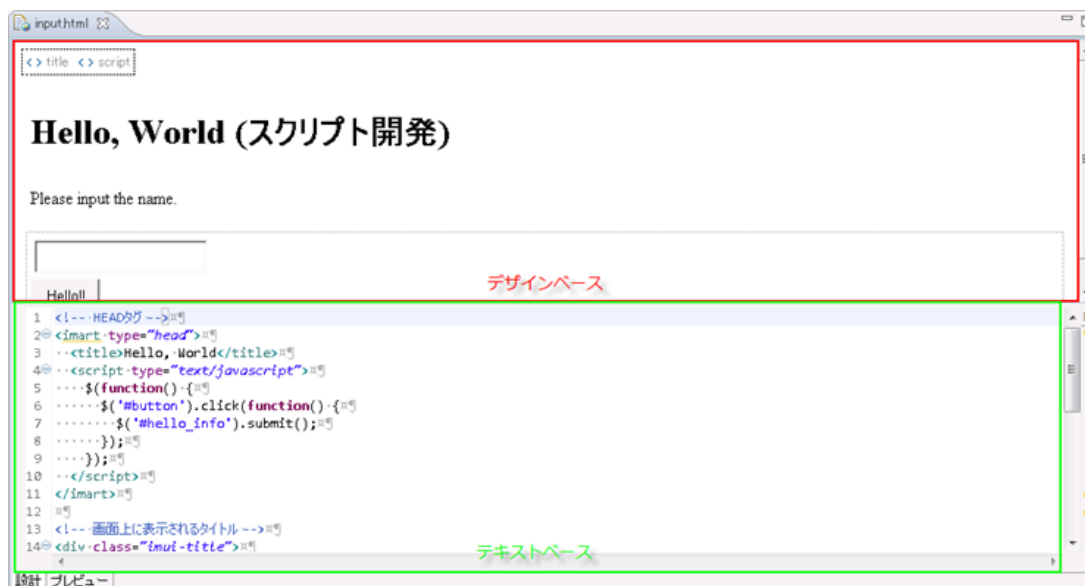 input.html
<> title <> script
Hello, World (スクリプト開発)
Please input the name.
Hello!!
デザインベース
1 <!-- HEADタグ -->
2 <imart type="head">
3 <title>Hello, World</title>
4 <script type="text/javascript">
5 $(function() {
6 $('#button').click(function() {
7 $('#hello_info').submit();
8 });
9 });
10 </script>
11 </imart>
12
13 <!-- 画面上に表示されるタイトル -->
14 <div class="imui-title">
テキストベース
設計 プレビュー